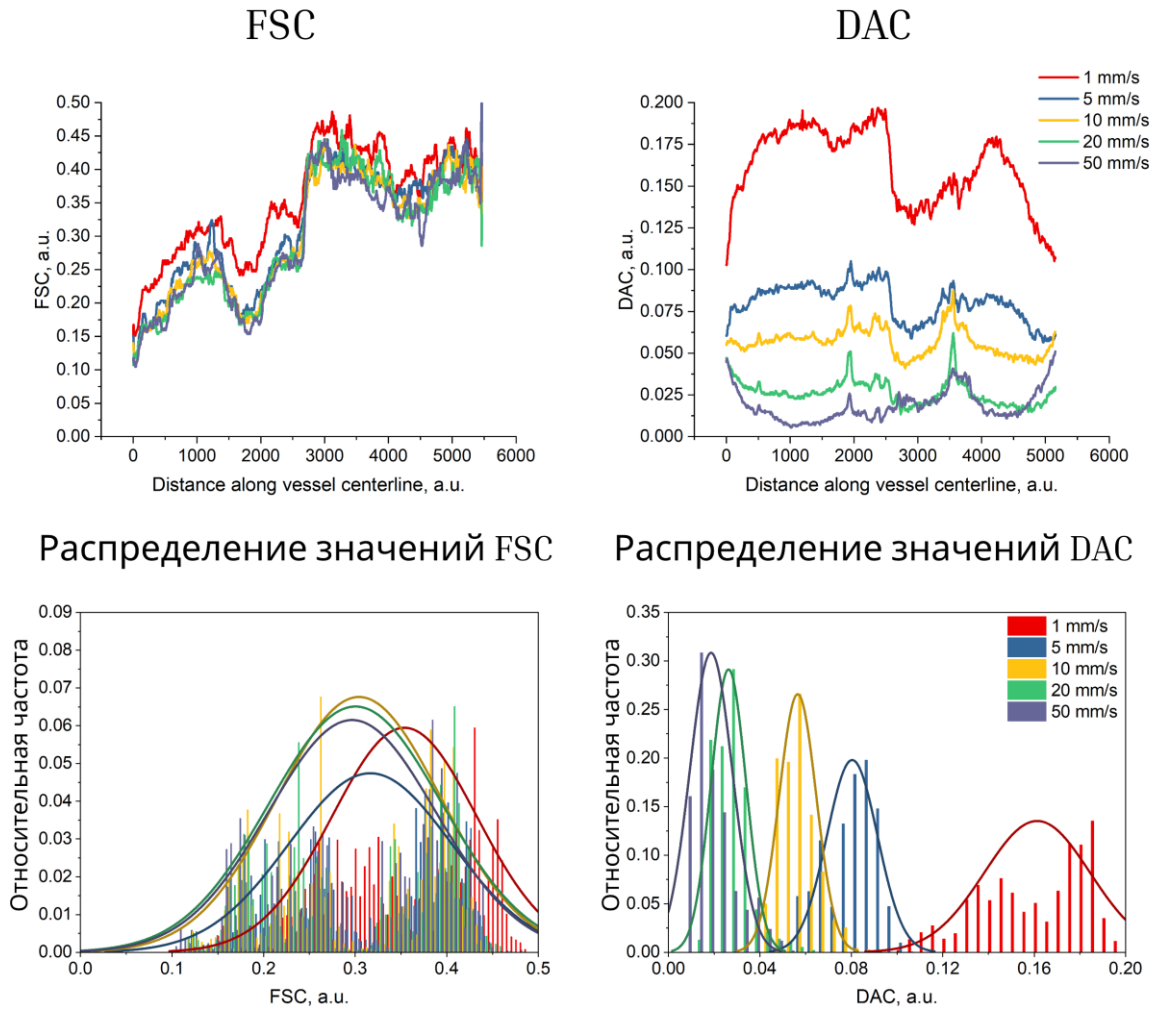 FSC
DAC
FSC, a.u.
0.50
0.45
0.40
0.35
0.30
0.25
0.20
0.15
0.10
0.05
0.00
0 1000 2000 3000 4000 5000 6000
Distance along vessel centerline, a.u.
DAC, a.u.
0.200
0.175
0.150
0.125
0.100
0.075
0.050
0.025
0.000
0 1000 2000 3000 4000 5000 6000
Distance along vessel centerline, a.u.
1 mm/s
5 mm/s
10 mm/s
20 mm/s
50 mm/s
Распределение значений FSC
Распределение значений DAC
Относительная частота
0.09
0.08
0.07
0.06
0.05
0.04
0.03
0.02
0.01
0.00
0.0 0.1 0.2 0.3 0.4 0.5
FSC, a.u.
Относительная частота
0.35
0.30
0.25
0.20
0.15
0.10
0.05
0.00
0.00 0.04 0.08 0.12 0.16 0.20
DAC, a.u.
1 mm/s
5 mm/s
10 mm/s
20 mm/s
50 mm/s